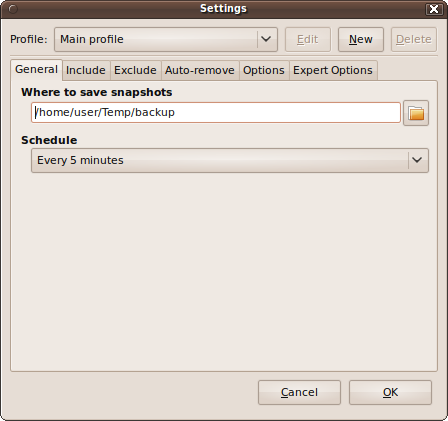 Settings
Profile: Main profile Edit New Delete
General Include Exclude Auto-remove Options Expert Options
Where to save snapshots
/home/user/Temp/backup
Schedule
Every 5 minutes
Cancel OK